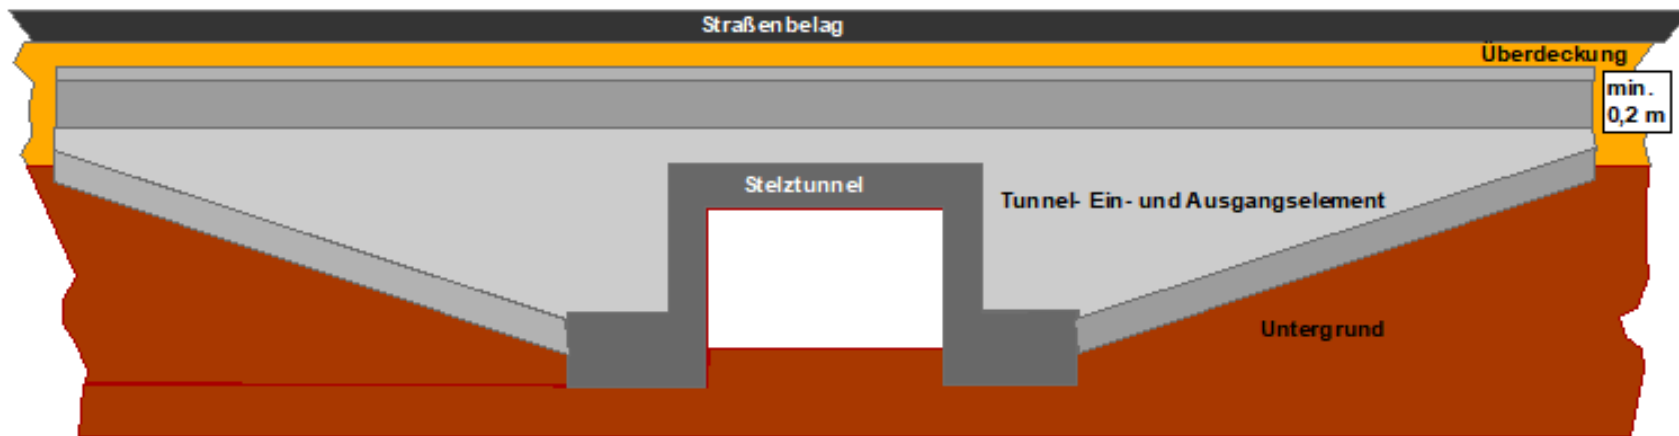 Straßenbelag
Überdeckung
min.
0,2 m
Stelztunnel
Tunnel- Ein- und Ausgangselement
Untergrund